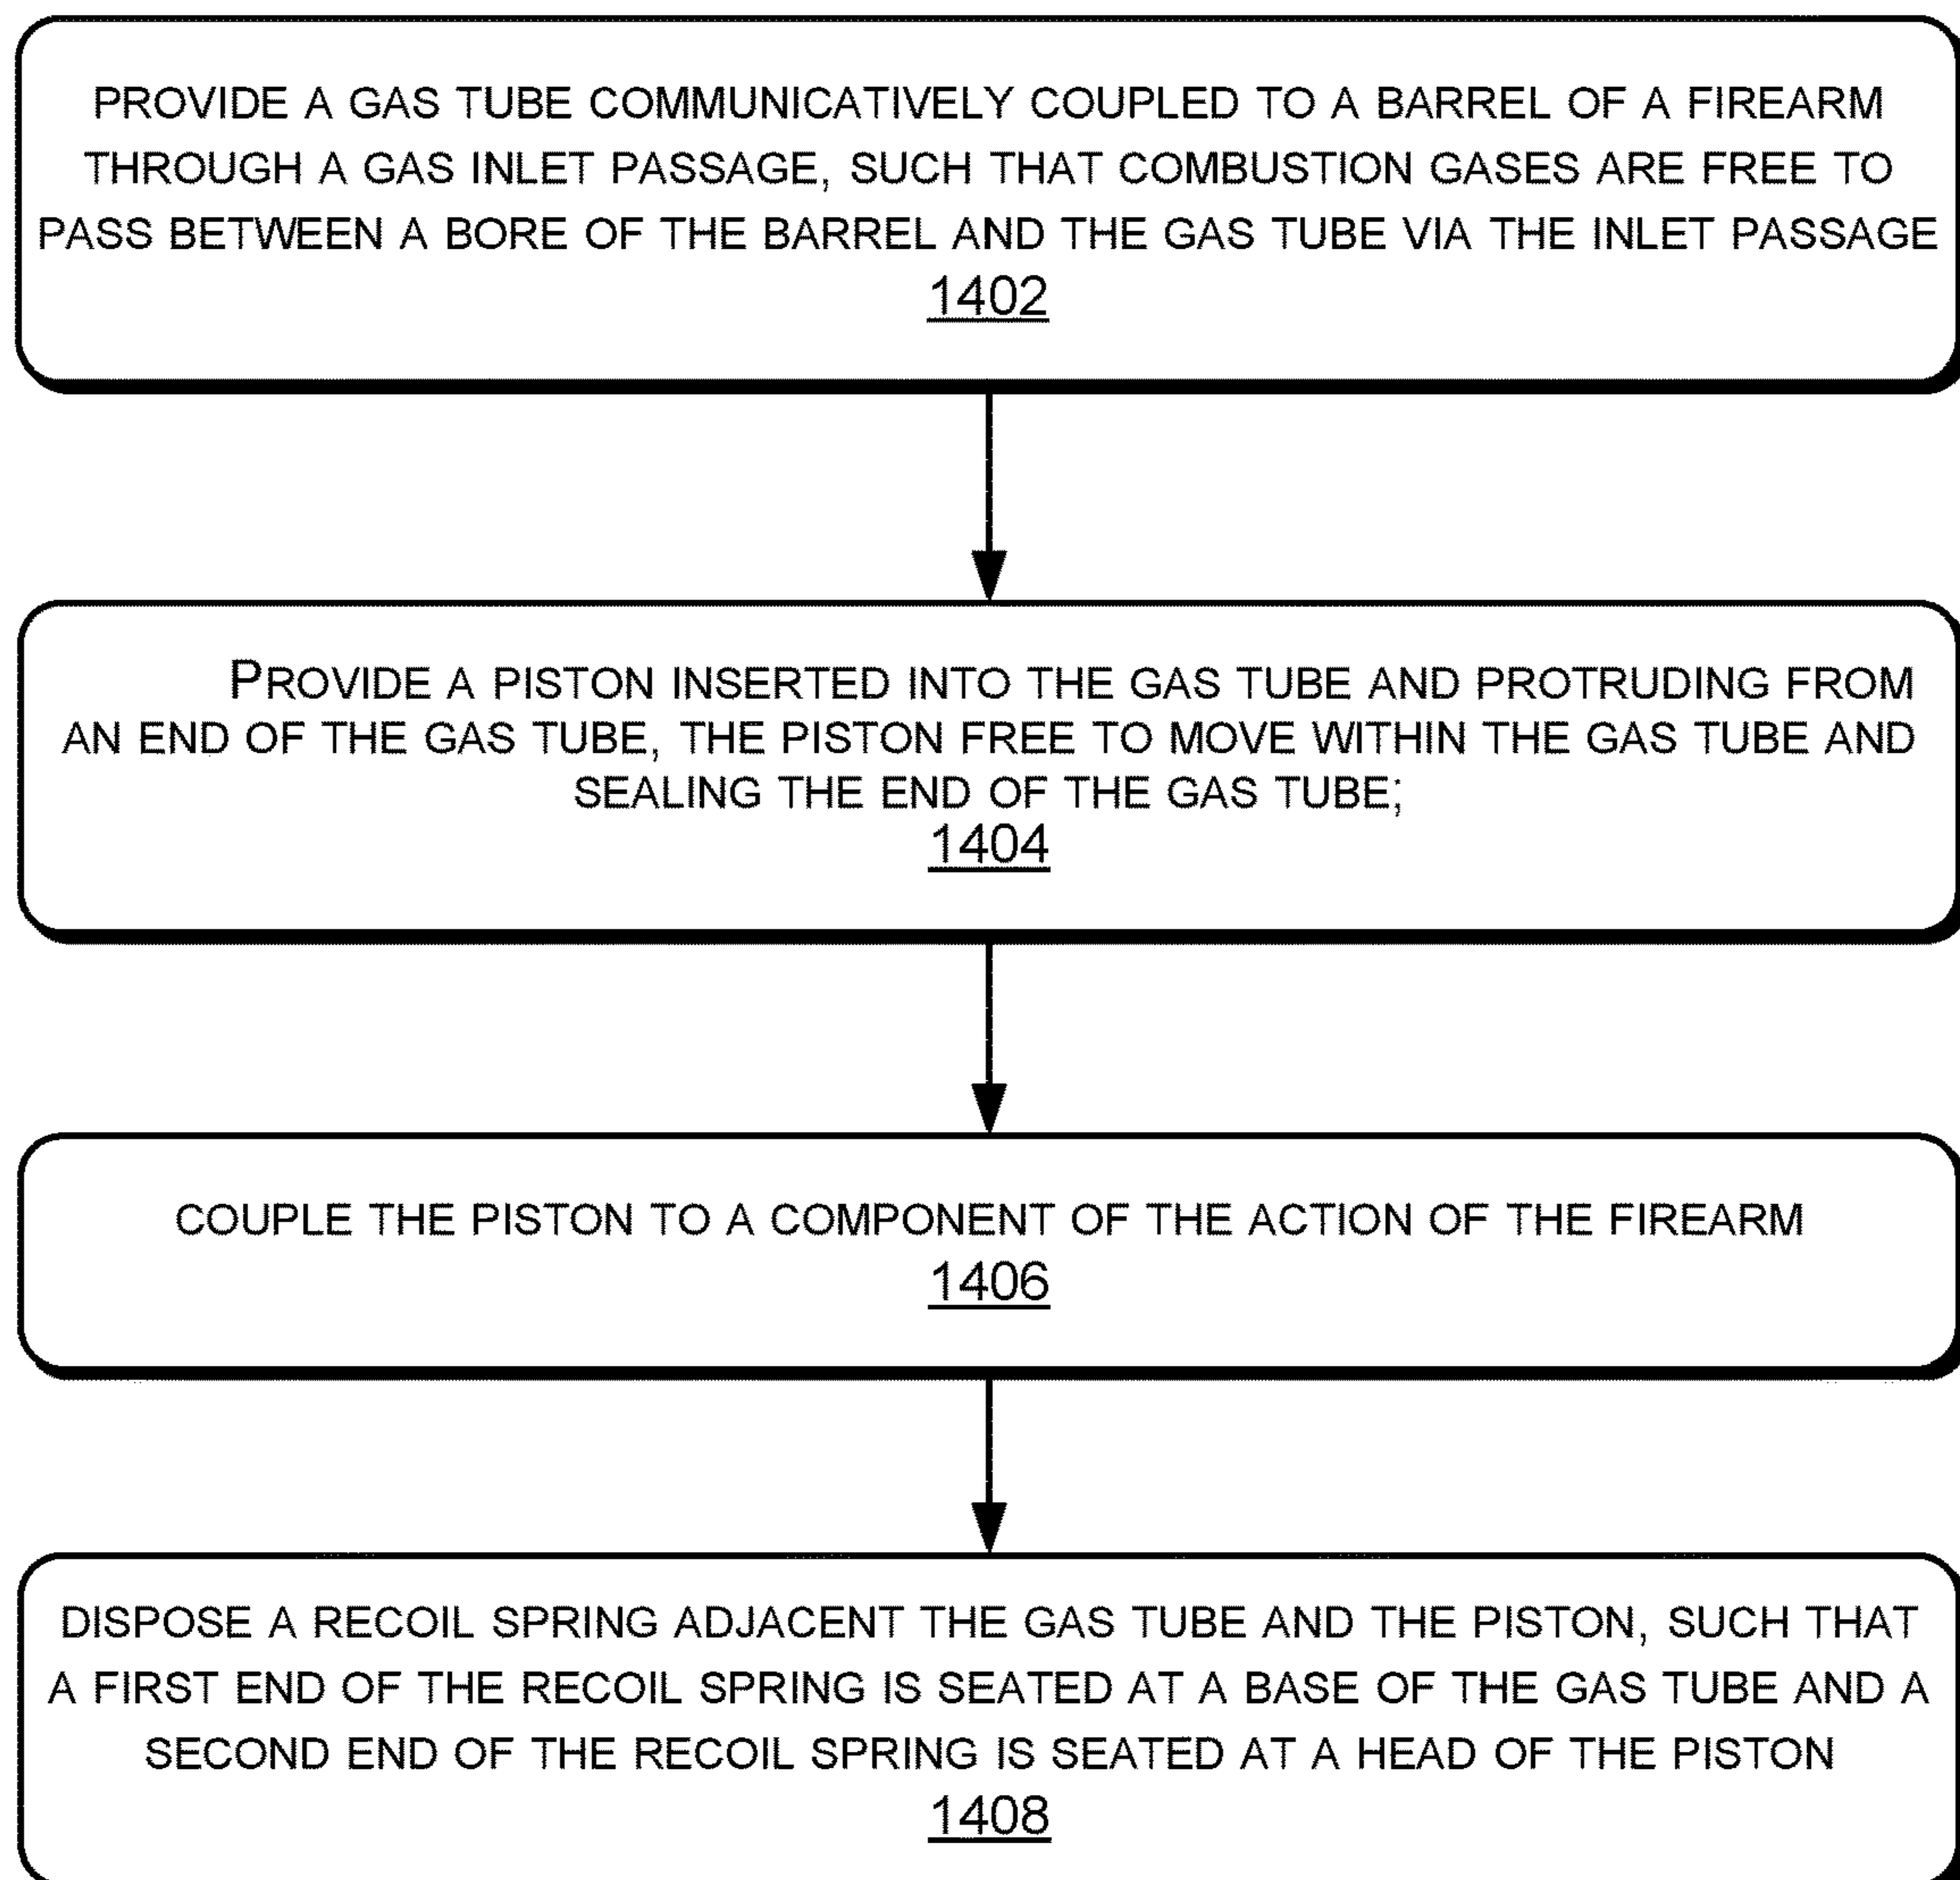 PROVIDE A GAS TUBE COMMUNICATIVELY COUPLED TO A BARREL OF A FIREARM
THROUGH A GAS INLET PASSAGE, SUCH THAT COMBUSTION GASES ARE FREE TO
PASS BETWEEN A BORE OF THE BARREL AND THE GAS TUBE VIA THE INLET PASSAGE
1402
PROVIDE A PISTON INSERTED INTO THE GAS TUBE AND PROTRUDING FROM
AN END OF THE GAS TUBE, THE PISTON FREE TO MOVE WITHIN THE GAS TUBE AND
SEALING THE END OF THE GAS TUBE;
1404
COUPLE THE PISTON TO A COMPONENT OF THE ACTION OF THE FIREARM
1406
DISPOSE A RECOIL SPRING ADJACENT THE GAS TUBE AND THE PISTON, SUCH THAT
A FIRST END OF THE RECOIL SPRING IS SEATED AT A BASE OF THE GAS TUBE AND A
SECOND END OF THE RECOIL SPRING IS SEATED AT A HEAD OF THE PISTON
1408